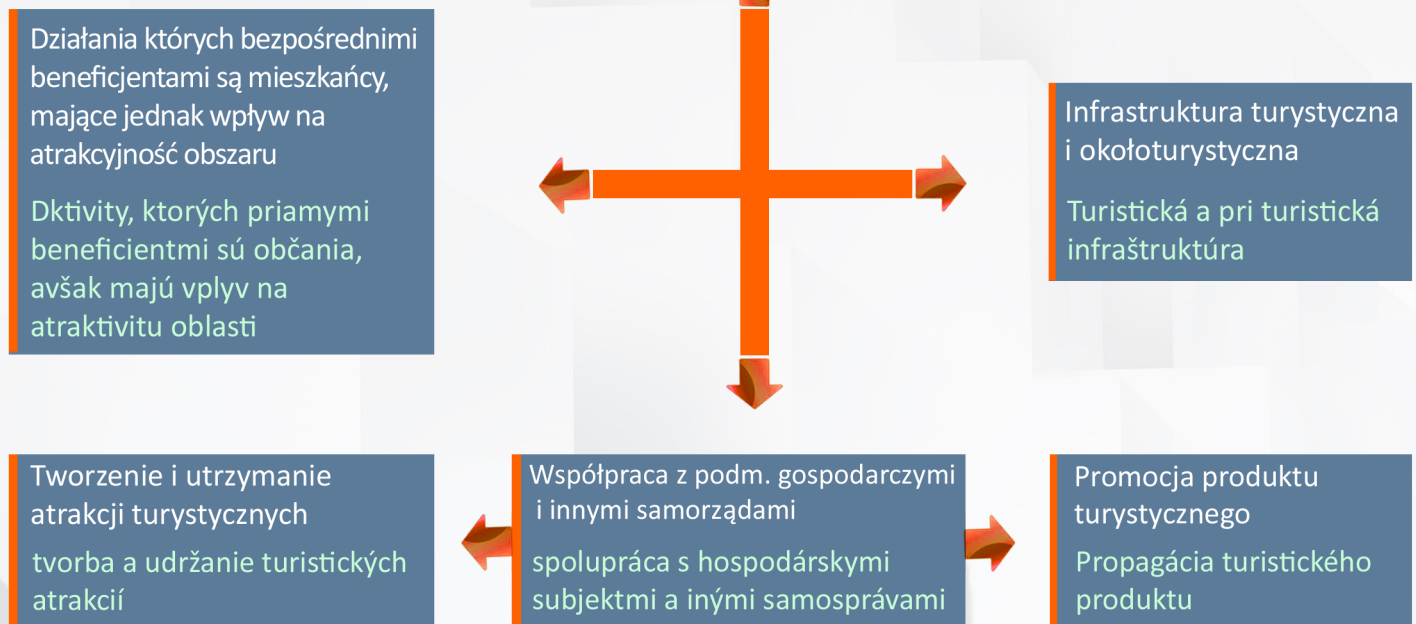 Działania których bezpośrednimi
beneficjentami są mieszkańcy,
mające jednak wpływ na
atrakcyjność obszaru
Dktivity, ktorých priamymi
beneficientmi sú občania,
avšak majú vplyv na
atraktivitu oblasti
Infrastruktura turystyczna
i okołoturystyczna
Turistická a pri turistická
infraštruktúra
Tworzenie i utrzymanie
atrakcji turystycznych
tvorba a udržanie turistických
atrakcií
Współpraca z podm. gospodarczymi
i innymi samorządami
spolupráca s hospodárskymi
subjektmi a inými samosprávami
Promocja produktu
turystycznego
Propagácia turistického
produktu